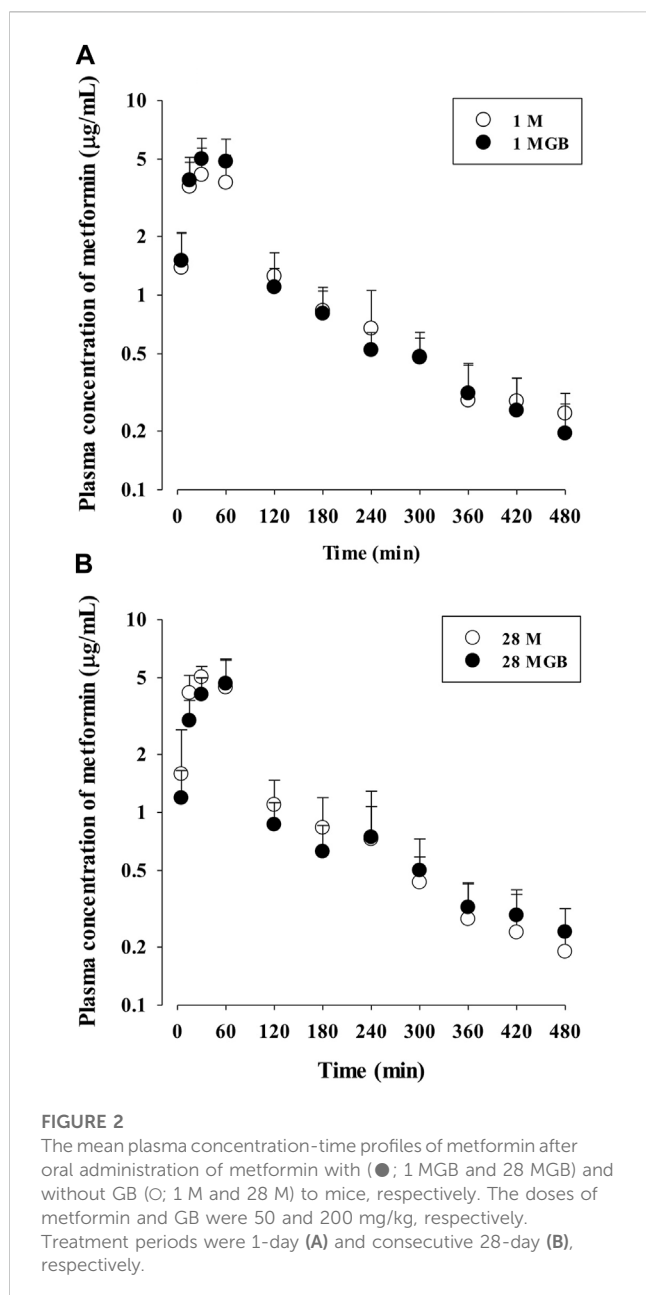 A
Plasma concentration of metformin (µg/mL)
10
5
2
1
0.5
0.2
0.1
1 M
1 MGB
0 60 120 180 240 300 360 420 480
Time (min)
B
Plasma concentration of metformin (µg/mL)
10
5
2
1
0.5
0.2
0.1
28 M
28 MGB
0 60 120 180 240 300 360 420 480
Time (min)
FIGURE 2
The mean plasma concentration-time profiles of metformin after
oral administration of metformin with (●; 1 MGB and 28 MGB) and
without GB (○; 1 M and 28 M) to mice, respectively. The doses of
metformin and GB were 50 and 200 mg/kg, respectively.
Treatment periods were 1-day (A) and consecutive 28-day (B),
respectively.